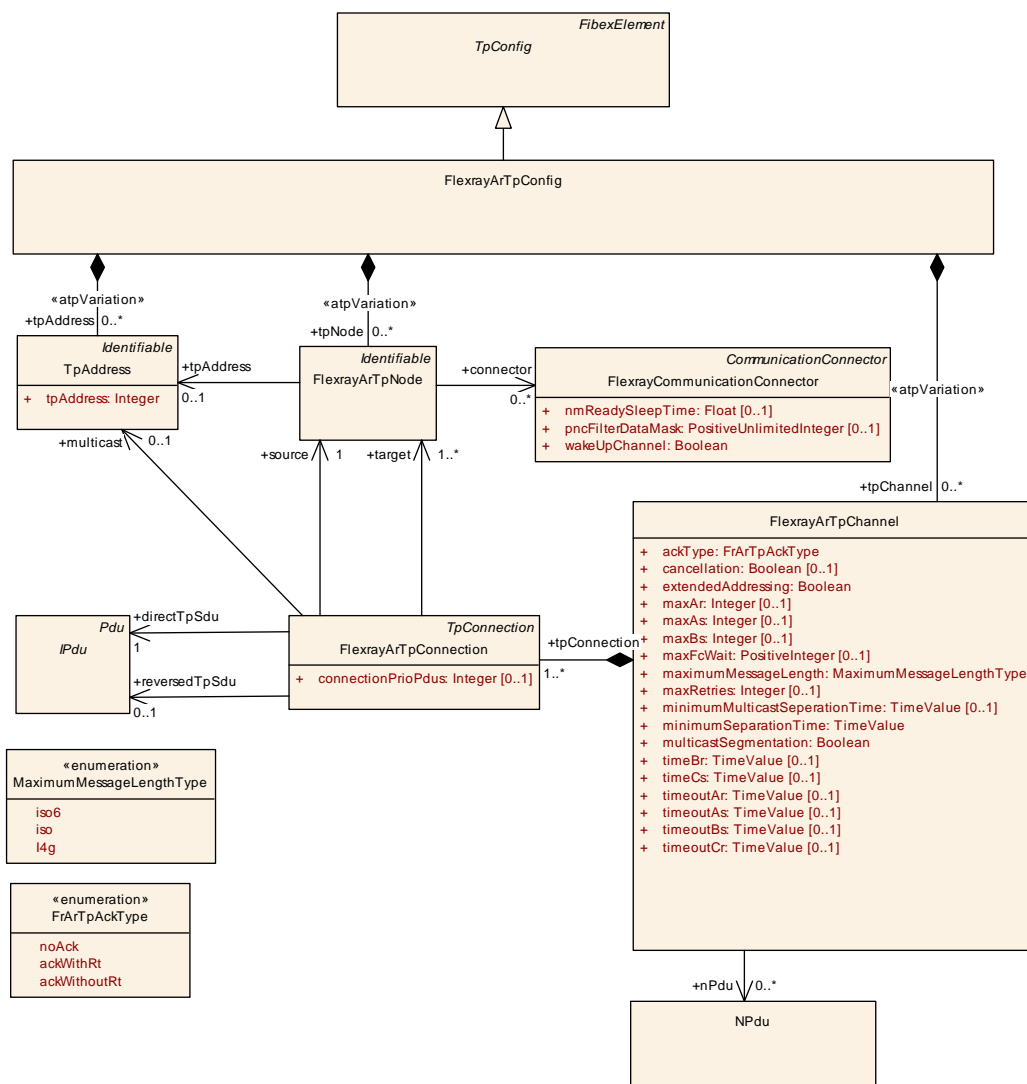 FibexElement
TpConfig
FlexrayArTpConfig
«atpVariation»
+tpAddress 0..*
«atpVariation»
+tpNode 0..*
«atpVariation»
+tpChannel 0..*
Identifiable
TpAddress
+ tpAddress: Integer
+tpAddress
0..1
Identifiable
FlexrayArTpNode
+connector
0..*
CommunicationConnector
FlexrayCommunicationConnector
+ nmReadySleepTime: Float [0..1]
+ pncFilterDataMask: PositiveUnlimitedInteger [0..1]
+ wakeUpChannel: Boolean
+multicast 0..1
+source 1
+target 1..*
FlexrayArTpChannel
+ ackType: FrArTpAckType
+ cancellation: Boolean [0..1]
+ extendedAddressing: Boolean
+ maxAr: Integer [0..1]
+ maxAs: Integer [0..1]
+ maxBs: Integer [0..1]
+ maxFcWait: PositiveInteger [0..1]
+ maximumMessageLength: MaximumMessageLengthType
+ maxRetries: Integer [0..1]
+ minimumMulticastSeperationTime: TimeValue [0..1]
+ minimumSeparationTime: TimeValue
+ multicastSegmentation: Boolean
+ timeBr: TimeValue [0..1]
+ timeCs: TimeValue [0..1]
+ timeoutAr: TimeValue [0..1]
+ timeoutAs: TimeValue [0..1]
+ timeoutBs: TimeValue [0..1]
+ timeoutCr: TimeValue [0..1]
Pdu
IPdu
+directTpSdu
1
+reversedTpSdu
0..1
TpConnection
FlexrayArTpConnection
+ connectionPrioPdus: Integer [0..1]
«atpVariation»
+tpConnection
1..*
«enumeration»
MaximumMessageLengthType
iso6
iso
I4g
«enumeration»
FrArTpAckType
noAck
ackWithRt
ackWithoutRt
+nPdu 0..*
NPdu